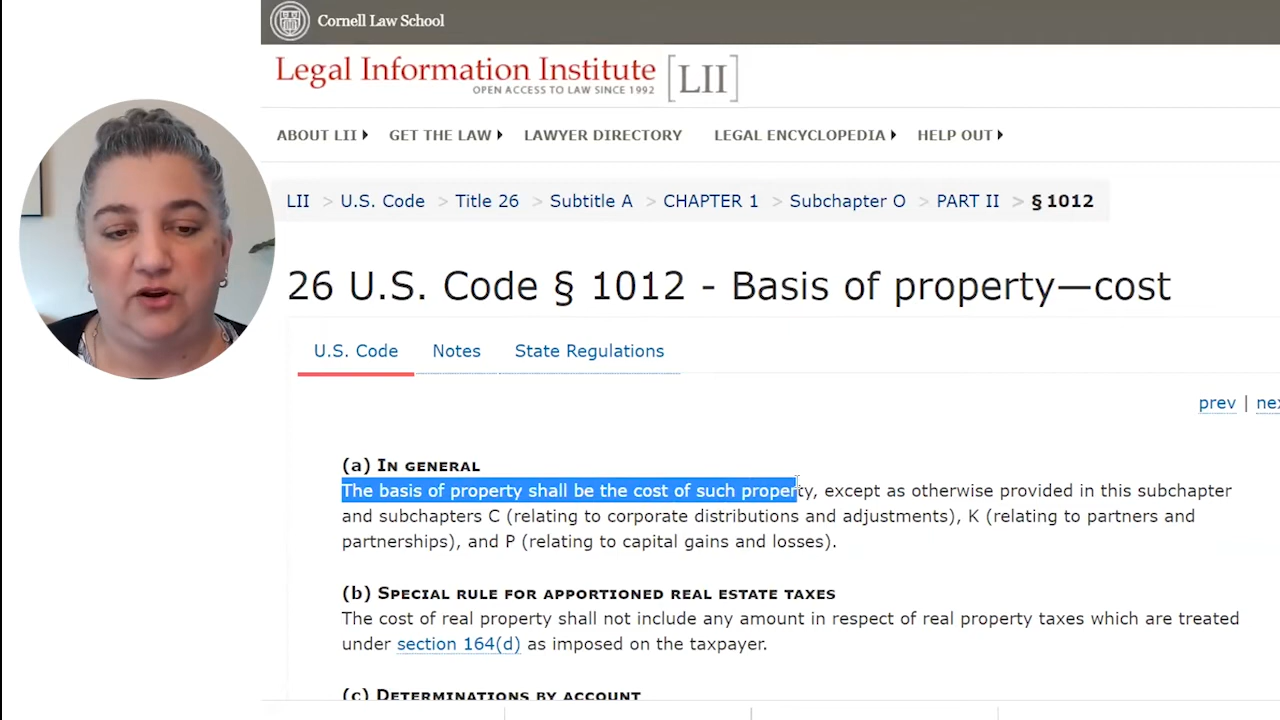 Cornell Law School
Legal Information Institute [LII]
OPEN ACCESS TO LAW SINCE 1992
ABOUT LII GET THE LAW LAWYER DIRECTORY LEGAL ENCYCLOPEDIA HELP OUT
LII > U.S. Code > Title 26 > Subtitle A > CHAPTER 1 > Subchapter O > PART II > § 1012
26 U.S. Code § 1012 - Basis of property—cost
U.S. Code Notes State Regulations
prev |
(a) IN GENERAL
The basis of property shall be the cost of such property, except as otherwise provided in this subchapter
and subchapters C (relating to corporate distributions and adjustments), K (relating to partners and
partnerships), and P (relating to capital gains and losses).
(b) SPECIAL RULE FOR APPORTIONED REAL ESTATE TAXES
The cost of real property shall not include any amount in respect of real property taxes which are treated
under section 164(d) as imposed on the taxpayer.
(c) DETERMINATIONS BY ACCOUNT